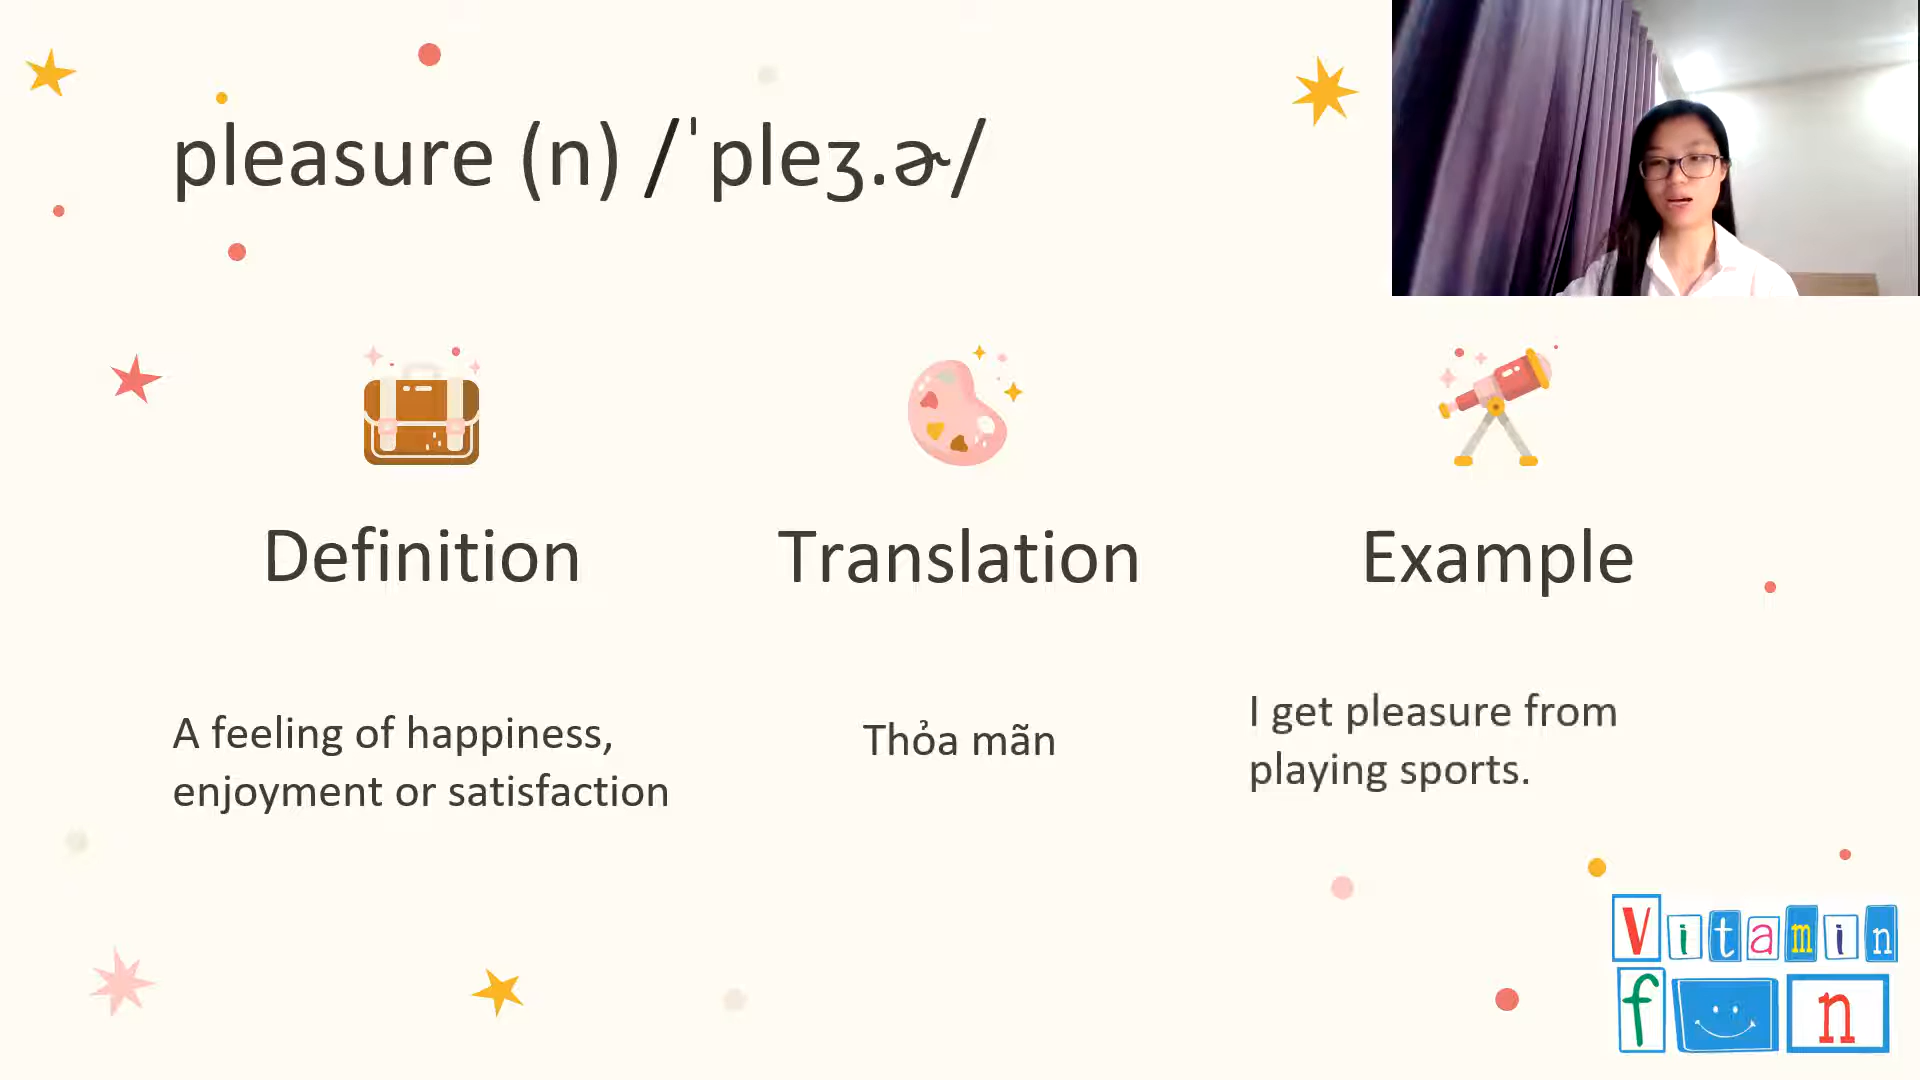 pleasure (n) /ˈpleʒ.ɚ/
Definition
Translation
Example
A feeling of happiness,
enjoyment or satisfaction
Thỏa mãn
I get pleasure from
playing sports.
Vitamin
fun